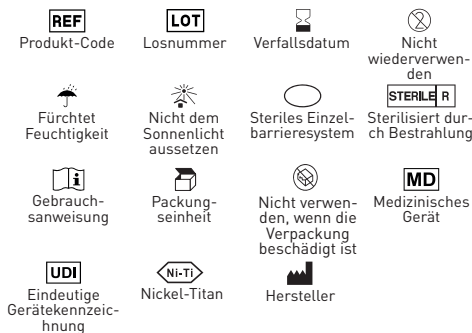 REF
Produkt-Code
LOT
Losnummer
Verfallsdatum
2
Nicht
wiederverwen-
den
Fürchtet
Feuchtigkeit
Nicht dem
Sonnenlicht
aussetzen
Steriles Einzel-
barrieresystem
STERILE R
Sterilisiert dur-
ch Bestrahlung
i
Gebrauch-
sanweisung
Packung-
seinheit
Nicht verwen-
den, wenn die
Verpackung
beschädigt ist
MD
Medizinisches
Gerät
UDI
Eindeutige
Gerätekennzeic-
hnung
Ni-Ti
Nickel-Titan
Hersteller